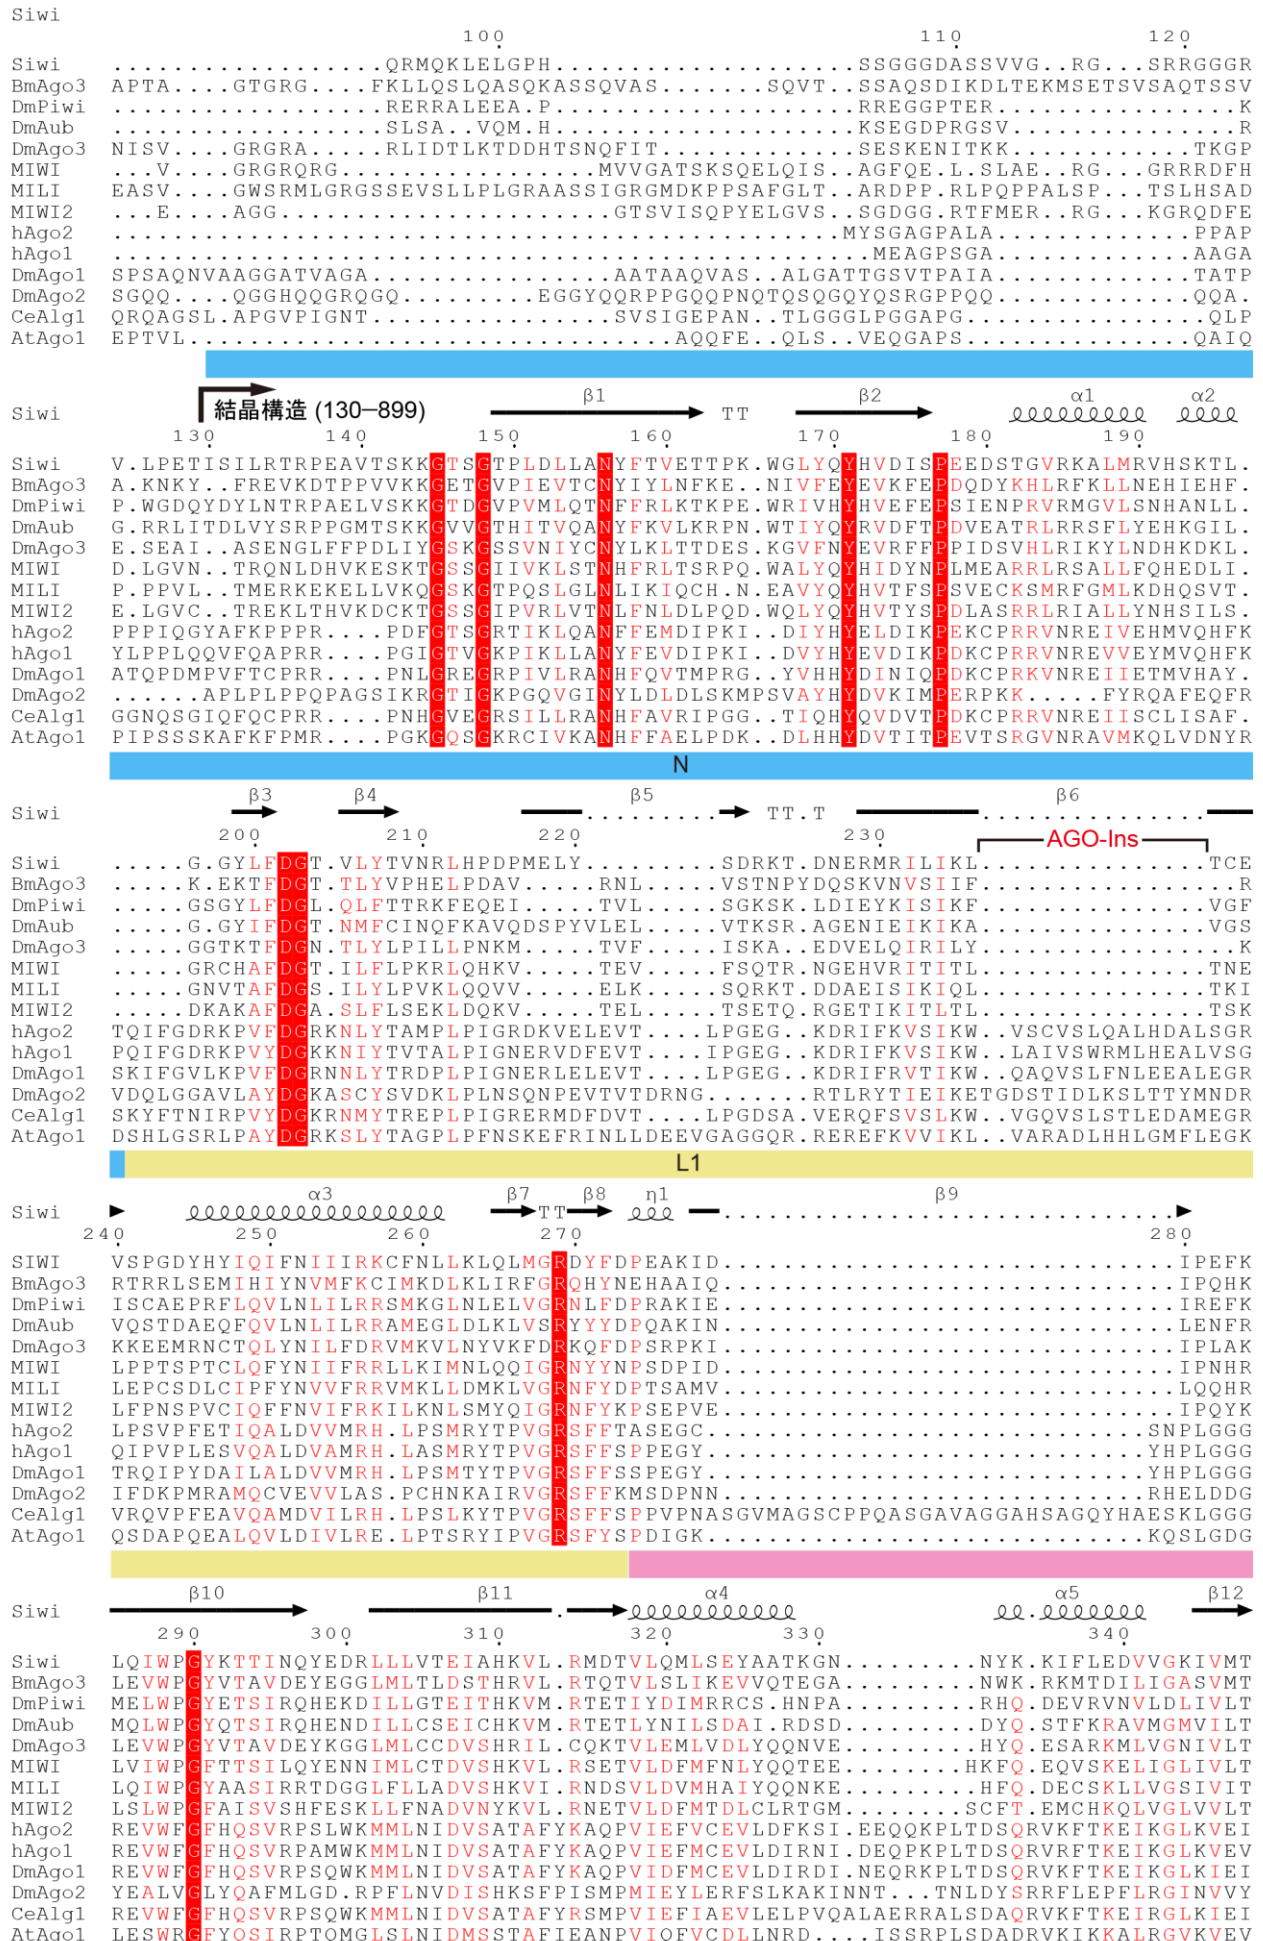 Siwi
100 110 120
Siwi ..................QRMQKLELGPH....................SSGGGDASSVVG..RG...SRRGGGR
BmAgo3 APTA....GTGRG....FKLLQSLQASQKASSQVAS.......SQVT..SSAQSDIKDLTEKMSETSVSAQTSSV
DmPiwi ..................RERRALEEA.P....................RREGGPTER................K
DmAub ..................SLSA..VQM.H....................KSEGDPRGSV...............R
DmAgo3 NISV....GRGRA.....RLIDTLKTDDHTSNQFIT.............SESKENITKK............TKGP
MIWI ...V....GRGRQRG.................MVVGATSKSQELQIS..AGFQE.L.SLAE..RG...GRRRDFH
MILI EASV....GWSRMLGRGSSEVSLLPLGRAASSIGRGMDKPPSAFGLT..ARDPP.RLPQPPALSP...TSLHSAD
MIWI2 ...E....AGG......................GTSVISQPYELGVS..SGDGG.RTFMER..RG...KGRQDFE
hAgo2 ................................................MYSGAGPALA.............PPAP
hAgo1 ..................................................MEAGPSGA.............AAGA
DmAgo1 SPSAQNVAAGGATVAGA................AATAAQVAS..ALGATTGSVTPAIA.............TATP
DmAgo2 SGQQ....QGGHQQGRQGQ.........EGGYQQRPPGQQPNQTQSQGQYQSRGPPQQ.............QQA.
CeAlg1 QRQAGSL.APGVPIGNT................SVSIGEPAN..TLGGGLPGGAPG................QLP
AtAgo1 EPTVL................................AQQFE..QLS..VEQGAPS...............QAIQ
結晶構造 (130–899) β1 β2 α1 α2
Siwi TT
130 140 150 160 170 180 190
Siwi V.LPETISILRTRPEAVTSKKGTSGTPLDLLANYFTVETTPK.WGLYQYHVDISPEEDSTGVRKALMRVHSKTL.
BmAgo3 A.KNKY..FREVKDTPPVVKKGETGVPIEVTCNYIYLNFKE..NIVFEYEVKFEPDQDYKHLRFKLLNEHIEHF.
DmPiwi P.WGDQYDYLNTRPAELVSKKGTDGVPVMLQTNFFRLKTKPE.WRIVHYHVEFEPSIENPRVRMGVLSNHANLL.
DmAub G.RRLITDLVYSRPPGMTSKKGVVGTHITVQANYFKVLKRPN.WTIYQYRVDFTPDVEATRLRRSFLYEHKGIL.
DmAgo3 E.SEAI..ASENGLFFPDLIYGSKGSSVNIYCNYLKLTTDES.KGVFNYEVRFFPPIDSVHLRIKYLNDHKDKL.
MIWI D.LGVN..TRQNLDHVKESKTGSSGIIVKLSTNHFRLTSRPQ.WALYQYHIDYNPLMEARRLRSALLFQHEDLI.
MILI P.PPVL..TMERKEKELLVKQGSKGTPQSLGLNLIKIQCH.N.EAVYQYHVTFSPSVECKSMRFGMLKDHQSVT.
MIWI2 E.LGVC..TREKLTHVKDCKTGSSGIPVRLVTNLFNLDLPQD.WQLYQYHVTYSPDLASRRLRIALLYNHSILS.
hAgo2 PPPIQGYAFKPPPR....PDFGTSGRTIKLQANFFEMDIPKI..DIYHYELDIKPEKCPRRVNREIVEHMVQHFK
hAgo1 YLPPLQQVFQAPRR....PGIGTVGKPIKLLANYFEVDIPKI..DVYHYEVDIKPDKCPRRVNREVVEYMVQHFK
DmAgo1 ATQPDMPVFTCPRR....PNLGREGRPIVLRANHFQVTMPRG..YVHHYDINIQPDKCPRKVNREIIETMVHAY.
DmAgo2 ......APLPLPPQPAGSIKRGTIGKPGQVGINYLDLDLSKMPSVAYHYDVKIMPERPKK.....FYRQAFEQFR
CeAlg1 GGNQSGIQFQCPRR....PNHGVEGRSILLRANHFAVRIPGG..TIQHYQVDVTPDKCPRRVNREIISCLISAF.
AtAgo1 PIPSSSKAFKFPMR....PGKGQSGKRCIVKANHFFAELPDK..DLHHYDVTITPEVTSRGVNRAVMKQLVDNYR
N
β3 β4 β5 β6
Siwi TT.T
200 210 220 230 AGO-Ins
Siwi .....G.GYLFDGT.VLYTVNRLHPDPMELY.........SDRKT.DNERMRILIKL...............TCE
BmAgo3 .....K.EKTFDGT.TLYVPHELPDAV.....RNL.....VSTNPYDQSKVNVSIIF.................R
DmPiwi .....GSGYLFDGL.QLFTTRKFEQEI.....TVL.....SGKSK.LDIEYKISIKF...............VGF
DmAub .....G.GYIFDGT.NMFCINQFKAVQDSPYVLEL.....VTKSR.AGENIEIKIKA...............VGS
DmAgo3 .....GGTKTFDGN.TLYLPILLPNKM.....TVF.....ISKA..EDVELQIRILY.................K
MIWI .....GRCHAFDGT.ILFLPKRLQHKV.....TEV.....FSQTR.NGEHVRITITL...............TNE
MILI .....GNVTAFDGS.ILYLPVKLQQVV.....ELK.....SQRKT.DDAEISIKIQL...............TKI
MIWI2 .....DKAKAFDGA.SLFLSEKLDQKV.....TEL.....TSETQ.RGETIKITLTL...............TSK
hAgo2 TQIFGDRKPVFDGRKNLYTAMPLPIGRDKVELEVT....LPGEG..KDRIFKVSIKW..VSCVSLQALHDALSGR
hAgo1 PQIFGDRKPVYDGKKNIYTVTALPIGNERVDFEVT....IPGEG..KDRIFKVSIKW..LAIVSWRMLHEALVSG
DmAgo1 SKIFGVLKPVFDGRNNLYTRDPLPIGNERLELEVT....LPGEG..KDRIFRVTIKW..QAQVSLFNLEEALEGR
DmAgo2 VDQLGGAVLAYDGKASCYSVDKLPLNSQNPEVTVTDRNG.......RTLRYTIEIKETGDSTIDLKSLTTYMNDR
CeAlg1 SKYFTNIRPVYDGKRNMYTREPLPIGRERMDFDVT....LPGDSA.VERQFSVSLKW..VGQVSLSTLEDAMEGR
AtAgo1 DSHLGSRLPAYDGRKSLYTAGPLPFNSKEFRINLLDEEVGAGGQR.REREFKVVIKL..VARADLHHLGMFLEGK
L1
α3 β7 β8 η1 β9
Siwi TT
240 250 260 270 280
SIWI VSPGDYHYIQIFNIIIRKCFNLLKLQLMGRDYFDPEAKID..............................IPEFK
BmAgo3 RTRRLSEMIHIYNVMFKCIMKDLKLIRFGRQHYNEHAAIQ..............................IPQHK
DmPiwi ISCAEPRFLQVLNLILRRSMKGLNLELVGRNLFDPRAKIE..............................IREFK
DmAub VQSTDAEQFQVLNLILRRAMEGLDLKLVSRYYYDPQAKIN..............................LENFR
DmAgo3 KKEEMRNCTQLYNILFDRVMKVLNYVKFDRKQFDPSRPKI..............................IPLAK
MIWI LPPTSPTCLQFYNIIFRRLLKIMNLQQIGRNYYNPSDPID..............................IPNHR
MILI LEPCSDLCIPFYNVVFRRVMKLLDMKLVGRNFYDPTSAMV..............................LQQHR
MIWI2 LFPNSPVCIQFFNVIFRKILKNLSMYQIGRNFYKPSEPVE..............................IPQYK
hAgo2 LPSVPFETIQALDVVMRH.LPSMRYTPVGRSFFTASEGC.............................SNPLGGG
hAgo1 QIPVPLESVQALDVAMRH.LASMRYTPVGRSFFSPPEGY.............................YHPLGGG
DmAgo1 TRQIPYDAILALDVVMRH.LPSMTYTPVGRSFFSSPEGY.............................YHPLGGG
DmAgo2 IFDKPMRAMQCVEVVLAS.PCHNKAIRVGRSFFKMSDPNN............................RHELDDG
CeAlg1 VRQVPFEAVQAMDVILRH.LPSLKYTPVGRSFFSPPVPNASGVMAGSCPPQASGAVAGGAHSAGQYHAESKLGGG
AtAgo1 QSDAPQEALQVLDIVLRE.LPTSRYIPVGRSFYSPDIGK.............................KQSLGDG
β10 β11 α4 α5 β12
Siwi
290 300 310 320 330 340
Siwi LQIWPGYKTTINQYEDRLLLVTEIAHKVL.RMDTVLQMLSEYAATKGN.........NYK.KIFLEDVVGKIVMT
BmAgo3 LEVWPGYVTAVDEYEGGLMLTLDSTHRVL.RTQTVLSLIKEVVQTEGA.........NWK.RKMTDILIGASVMT
DmPiwi MELWPGYETSIRQHEKDILLGTEITHKVM.RTETIYDIMRRCS.HNPA.........RHQ.DEVRVNVLDLIVLT
DmAub MQLWPGYQTSIRQHENDILLCSEICHKVM.RTETLYNILSDAI.RDSD.........DYQ.STFKRAVMGMVILT
DmAgo3 LEVWPGYVTAVDEYKGGLMLCCDVSHRIL.CQKTVLEMLVDLYQQNVE.........HYQ.ESARKMLVGNIVLT
MIWI LVIWPGFTTSILQYENNIMLCTDVSHKVL.RSETVLDFMFNLYQQTEE........HKFQ.EQVSKELIGLIVLT
MILI LQIWPGYAASIRRTDGGLFLLADVSHKVI.RNDSVLDVMHAIYQQNKE.........HFQ.DECSKLLVGSIVIT
MIWI2 LSLWPGFAISVSHFESKLLFNADVNYKVL.RNETVLDFMTDLCLRTGM........SCFT.EMCHKQLVGLVVLT
hAgo2 REVWFGFHQSVRPSLWKMMLNIDVSATAFYKAQPVIEFVCEVLDFKSI.EEQQKPLTDSQRVKFTKEIKGLKVEI
hAgo1 REVWFGFHQSVRPAMWKMMLNIDVSATAFYKAQPVIEFMCEVLDIRNI.DEQPKPLTDSQRVRFTKEIKGLKVEV
DmAgo1 REVWFGFHQSVRPSQWKMMLNIDVSATAFYKAQPVIDFMCEVLDIRDI.NEQRKPLTDSQRVKFTKEIKGLKIEI
DmAgo2 YEALVGLYQAFMLGD.RPFLNVDISHKSFPISMPMIEYLERFSLKAKINNT...TNLDYSRRFLEPFLRGINVVY
CeAlg1 REVWFGFHQSVRPSQWKMMLNIDVSATAFYRSMPVIEFIAEVLELPVQALAERRALSDAQRVKFTKEIRGLKIEI
AtAgo1 LESWRGFYQSIRPTQMGLSLNIDMSSTAFIEANPVIQFVCDLLNRD....ISSRPLSDADRVKIKKALRGVKVEV